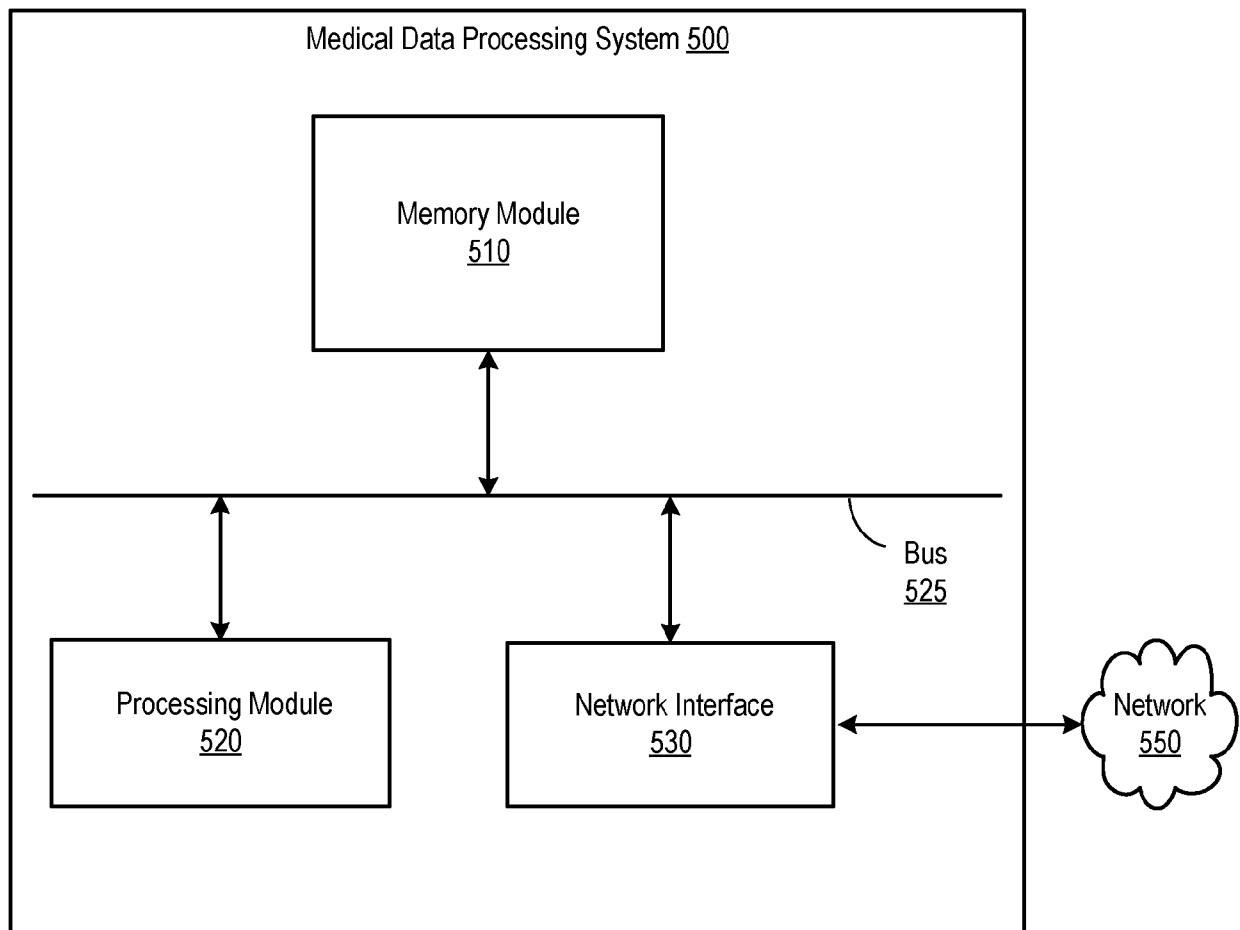 Medical Data Processing System 500
Memory Module
510
Bus
525
Processing Module
520
Network Interface
530
Network
550